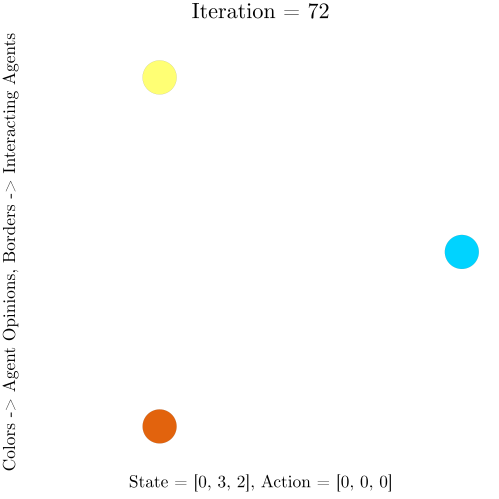 Iteration = 72
Colors -> Agent Opinions, Borders -> Interacting Agents
State = [0, 3, 2], Action = [0, 0, 0]